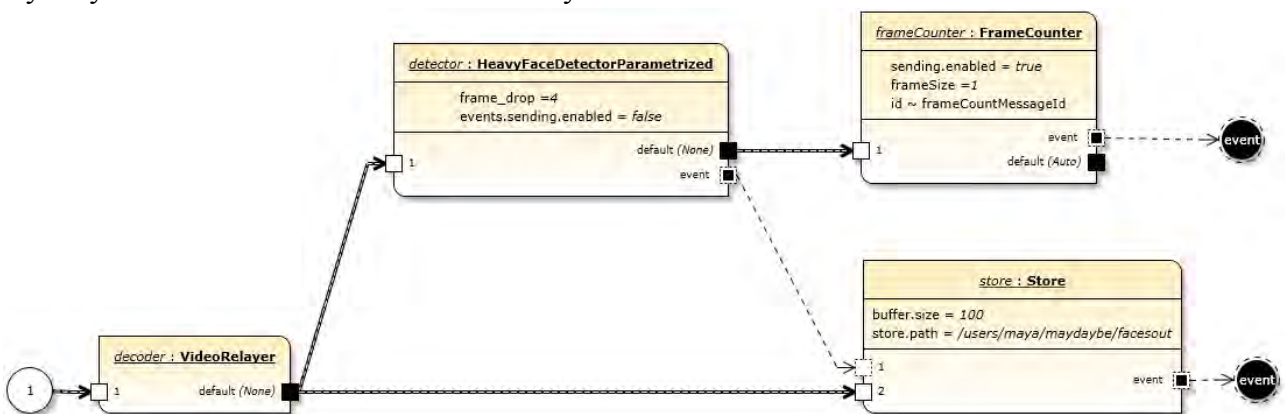 detector : HeavyFaceDetectorParametrized
frame_drop =4
events.sending.enabled = false
1
default (None)
event
frameCounter : FrameCounter
sending.enabled = true
frameSize =1
id ~ frameCountMessageId
event
1
default (Auto)
event
store : Store
buffer.size = 100
store.path = /users/maya/maydaybe/facesout
1
event
2
event
decoder : VideoRelayer
1
1
default (None)